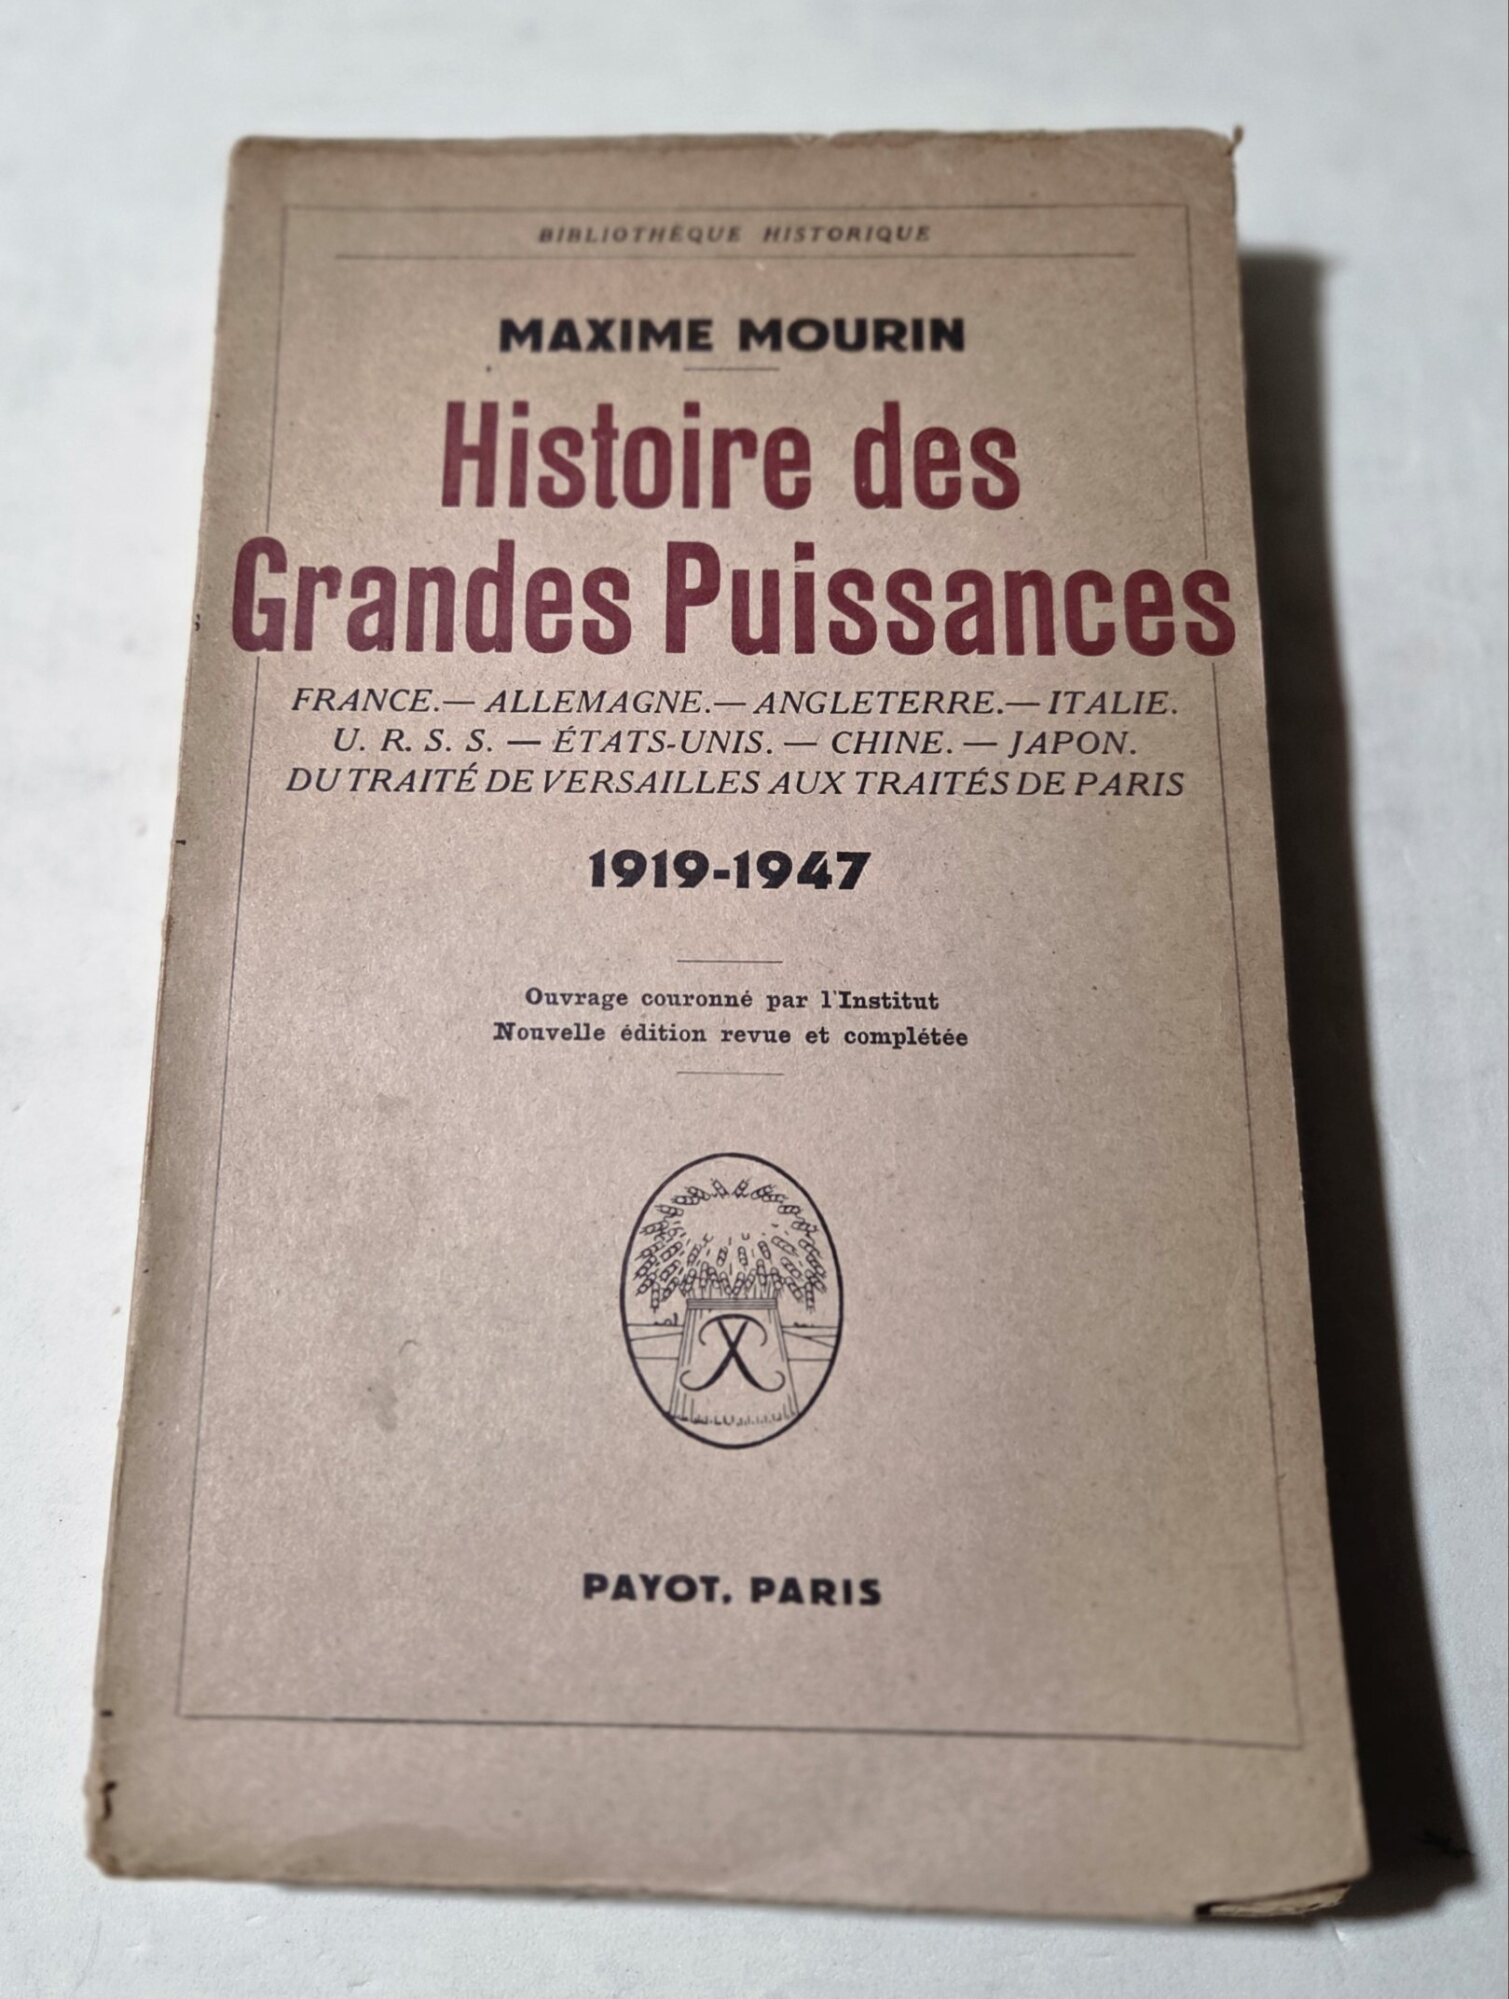 BIBLIOTHÈQUE HISTORIQUE
MAXIME MOURIN
Histoire des
Grandes Puissances
FRANCE.— ALLEMAGNE.— ANGLETERRE.— ITALIE.
U. R. S. S. — ÉTATS-UNIS. — CHINE. — JAPON.
DU TRAITÉ DE VERSAILLES AUX TRAITÉS DE PARIS
1919-1947
Ouvrage couronné par l'Institut
Nouvelle édition revue et complétée
PAYOT, PARIS